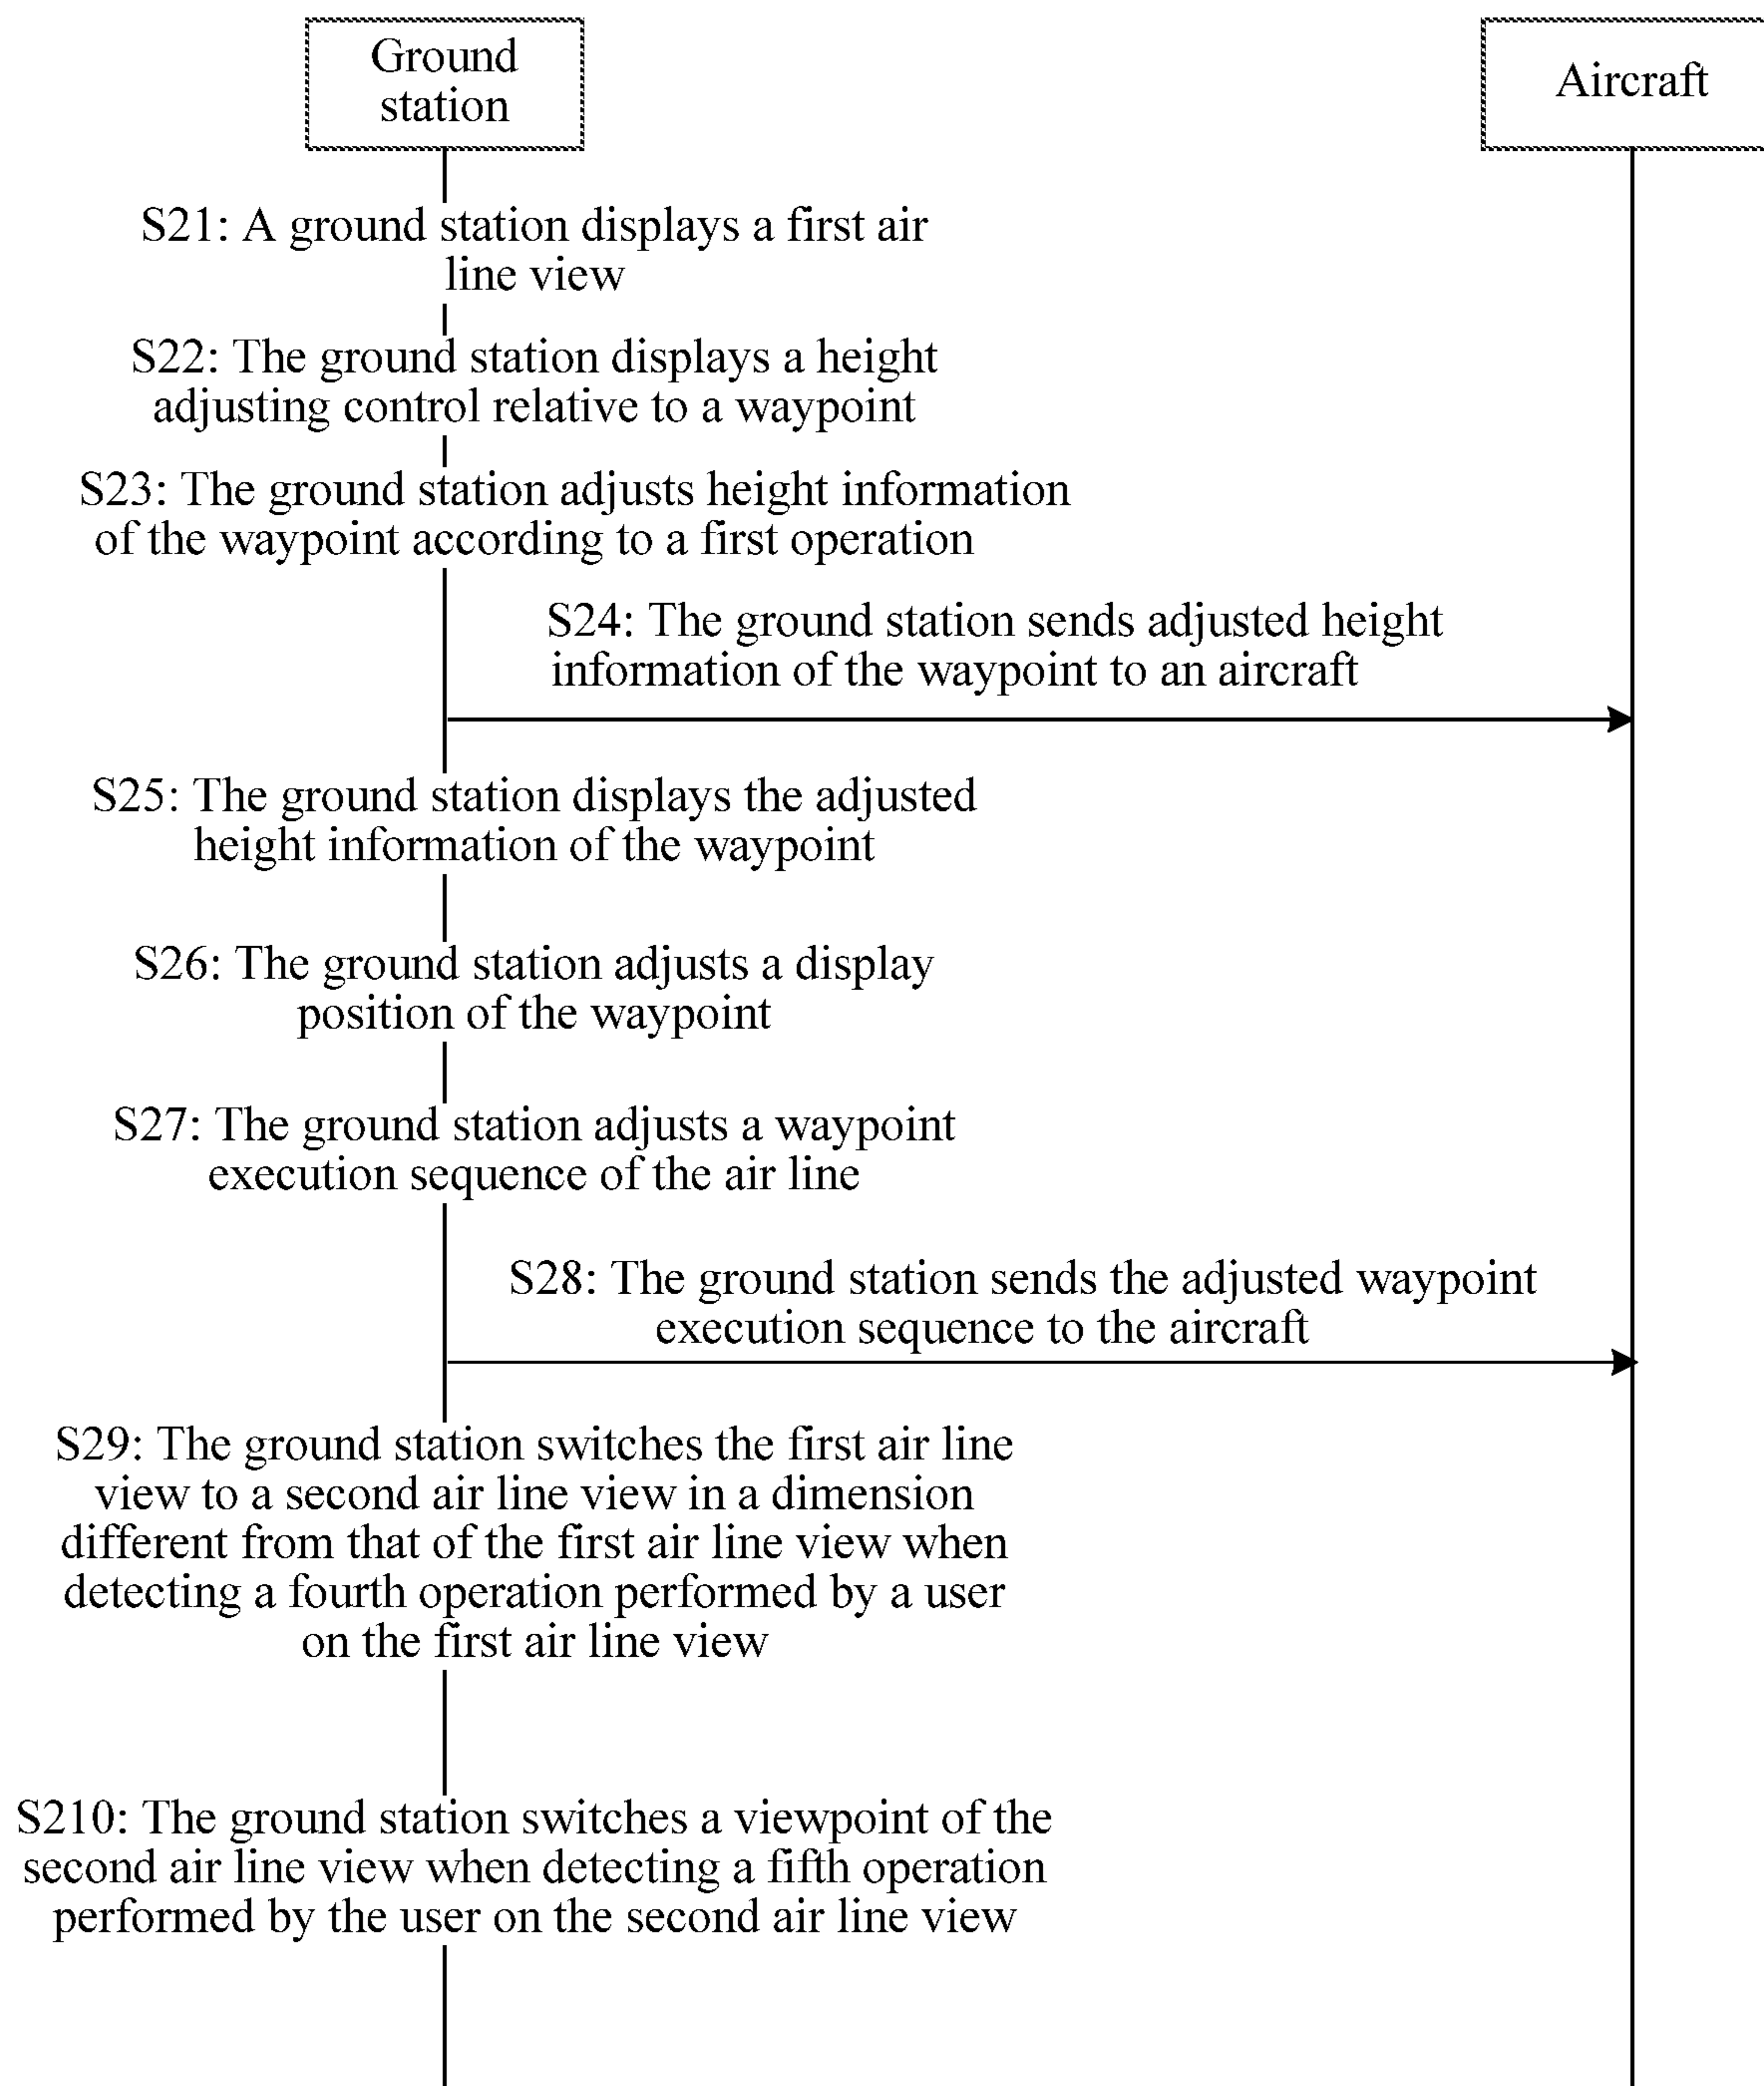 Ground
station
Aircraft
S21: A ground station displays a first air
line view
S22: The ground station displays a height
adjusting control relative to a waypoint
S23: The ground station adjusts height information
of the waypoint according to a first operation
S24: The ground station sends adjusted height
information of the waypoint to an aircraft
S25: The ground station displays the adjusted
height information of the waypoint
S26: The ground station adjusts a display
position of the waypoint
S27: The ground station adjusts a waypoint
execution sequence of the air line
S28: The ground station sends the adjusted waypoint
execution sequence to the aircraft
S29: The ground station switches the first air line
view to a second air line view in a dimension
different from that of the first air line view when
detecting a fourth operation performed by a user
on the first air line view
S210: The ground station switches a viewpoint of the
second air line view when detecting a fifth operation
performed by the user on the second air line view